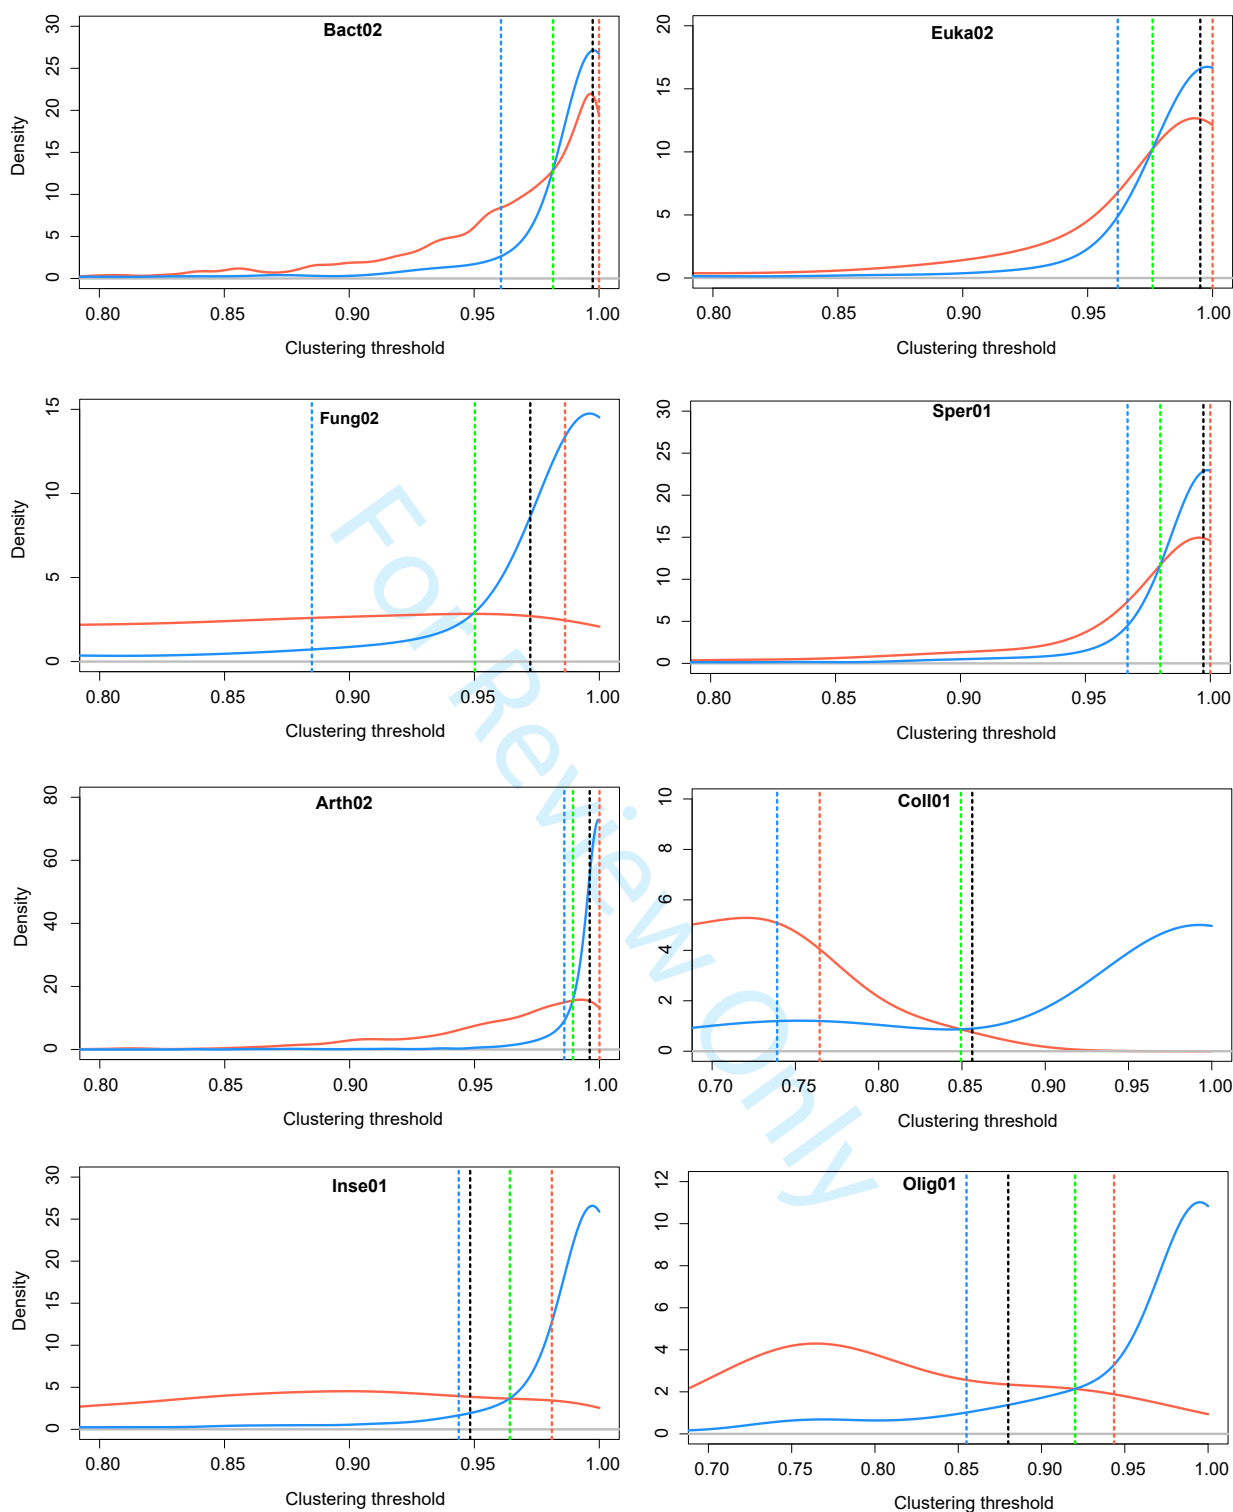 Bact02
Density
0 5 10 15 20 25 30
0.80 0.85 0.90 0.95 1.00
Clustering threshold
Euka02
0 5 10 15 20
0.80 0.85 0.90 0.95 1.00
Clustering threshold
Fung02
Density
0 5 10 15
0.80 0.85 0.90 0.95 1.00
Clustering threshold
Sper01
0 5 10 15 20 25 30
0.80 0.85 0.90 0.95 1.00
Clustering threshold
Arth02
Density
0 20 40 60 80
0.80 0.85 0.90 0.95 1.00
Clustering threshold
Coll01
0 2 4 6 8 10
0.70 0.75 0.80 0.85 0.90 0.95 1.00
Clustering threshold
Inse01
Density
0 5 10 15 20 25 30
0.80 0.85 0.90 0.95 1.00
Clustering threshold
Olig01
0 2 4 6 8 10 12
0.70 0.75 0.80 0.85 0.90 0.95 1.00
Clustering threshold
For Review Only